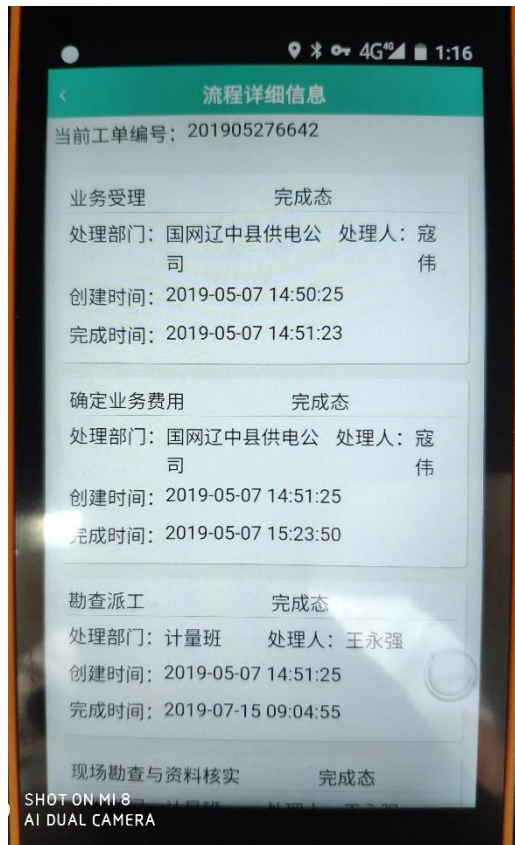 4G 4G 1:16
流程详细信息
当前工单编号：201905276642
业务受理 完成态
处理部门：国网辽中县供电公 处理人：寇
司 伟
创建时间：2019-05-07 14:50:25
完成时间：2019-05-07 14:51:23
确定业务费用 完成态
处理部门：国网辽中县供电公 处理人：寇
司 伟
创建时间：2019-05-07 14:51:25
完成时间：2019-05-07 15:23:50
勘查派工 完成态
处理部门：计量班 处理人：王永强
创建时间：2019-05-07 14:51:25
完成时间：2019-07-15 09:04:55
现场勘查与资料核实 完成态
SHOT ON MI 8
AI DUAL CAMERA